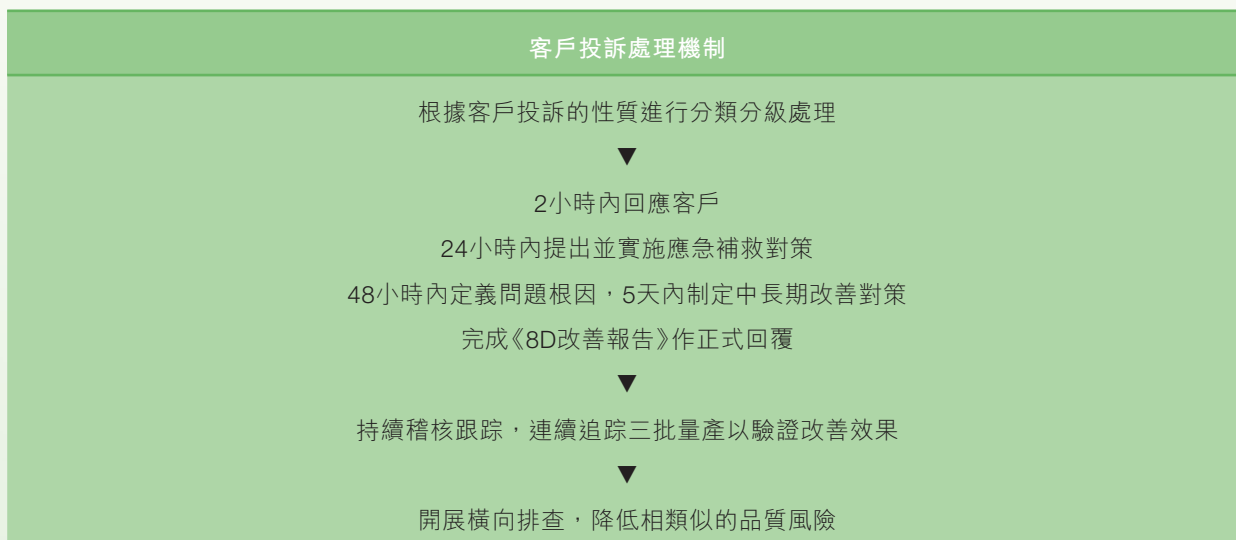 客戶投訴處理機制
根據客戶投訴的性質進行分類分級處理
▼
2小時內回應客戶
24小時內提出並實施應急補救對策
48小時內定義問題根因，5天內制定中長期改善對策
完成《8D改善報告》作正式回覆
▼
持續稽核跟踪，連續追踪三批量產以驗證改善效果
▼
開展橫向排查，降低相類似的品質風險